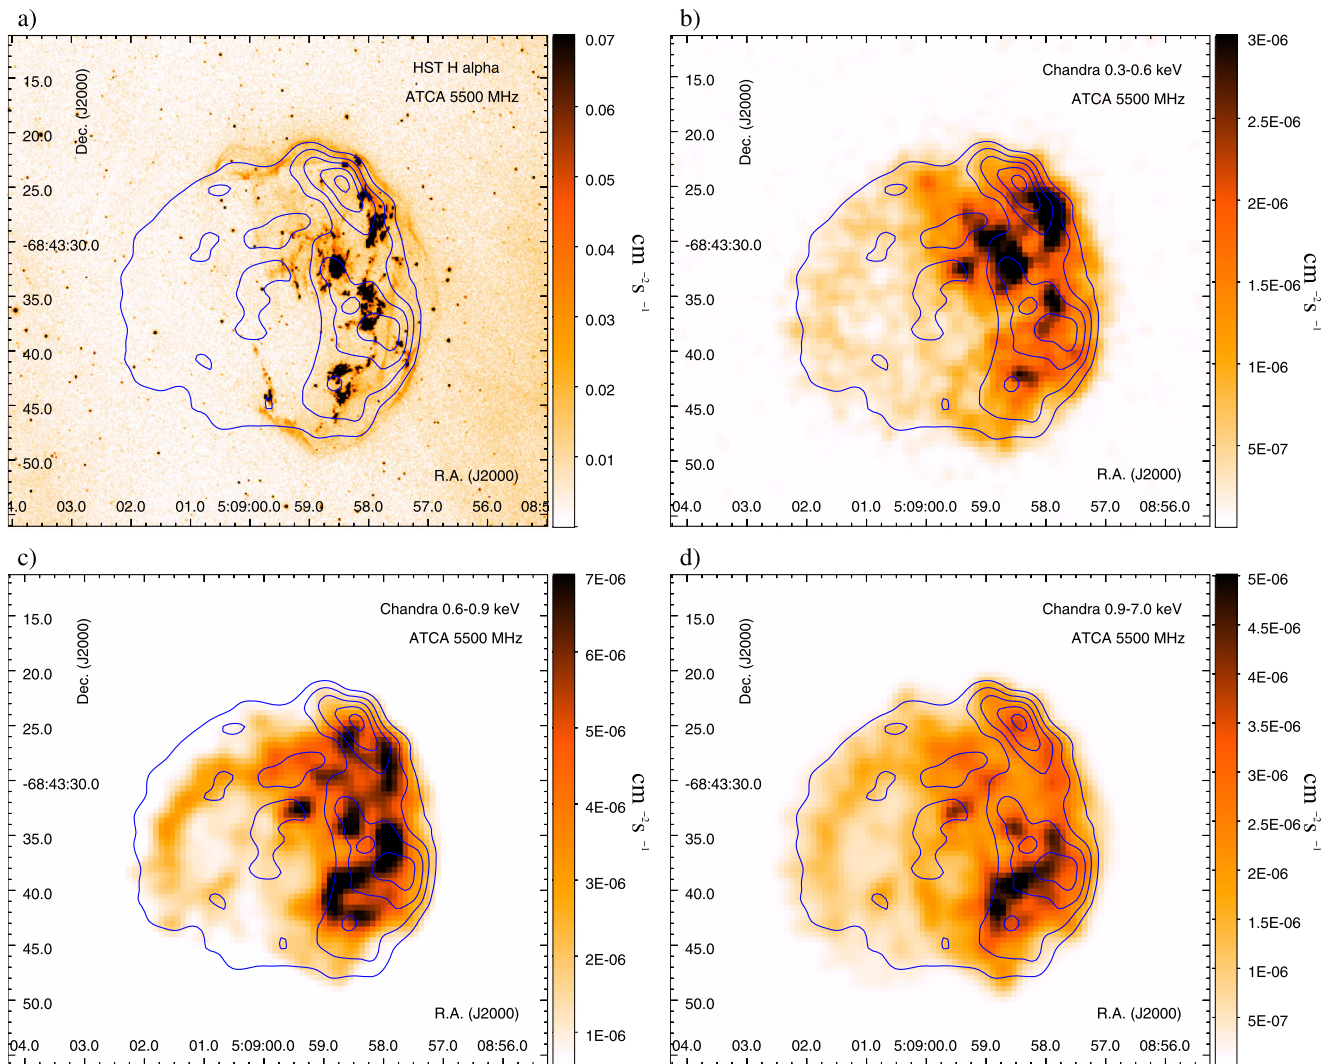 a)
HST H alpha
ATCA 5500 MHz
Dec. (J2000)
15.0
20.0
25.0
-68:43:30.0
35.0
40.0
45.0
50.0
R.A. (J2000)
4.0 03.0 02.0 01.0 5:09:00.0 59.0 58.0 57.0 08:5
0.07
0.06
0.05
0.04
0.03
0.02
0.01
cm⁻²s⁻¹
b)
Chandra 0.3-0.6 keV
ATCA 5500 MHz
Dec. (J2000)
15.0
20.0
25.0
-68:43:30.0
35.0
40.0
45.0
50.0
R.A. (J2000)
04.0 03.0 02.0 01.0 5:09:00.0 59.0 58.0 57.0 08:56.0
3E-06
2.5E-06
2E-06
1.5E-06
1E-06
5E-07
cm⁻²s⁻¹
c)
Chandra 0.6-0.9 keV
ATCA 5500 MHz
Dec. (J2000)
15.0
20.0
25.0
-68:43:30.0
35.0
40.0
45.0
50.0
R.A. (J2000)
04.0 03.0 02.0 01.0 5:09:00.0 59.0 58.0 57.0 08:56.0
7E-06
6E-06
5E-06
4E-06
3E-06
2E-06
1E-06
cm⁻²s⁻¹
d)
Chandra 0.9-7.0 keV
ATCA 5500 MHz
Dec. (J2000)
15.0
20.0
25.0
-68:43:30.0
35.0
40.0
45.0
50.0
R.A. (J2000)
04.0 03.0 02.0 01.0 5:09:00.0 59.0 58.0 57.0 08:56.0
5E-06
4.5E-06
4E-06
3.5E-06
3E-06
2.5E-06
2E-06
1.5E-06
1E-06
5E-07
cm⁻²s⁻¹